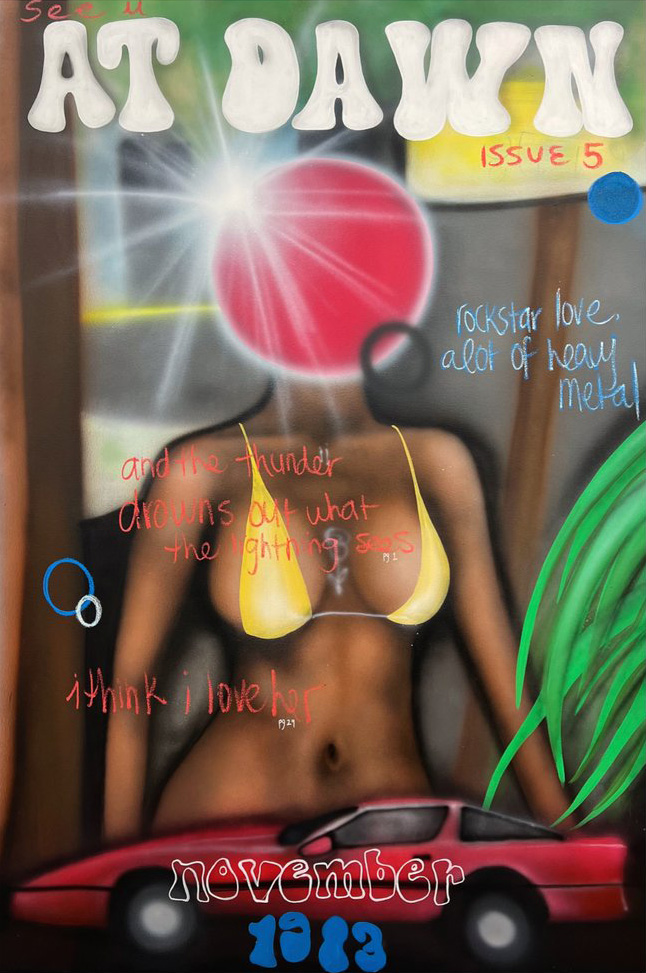 see u
AT DAWN
ISSUE 5
rockstar love,
alot of heavy
metal
and the thunder
drowns out what
the lightning sees
pg 1
i think i love her
pg 29
november
1983